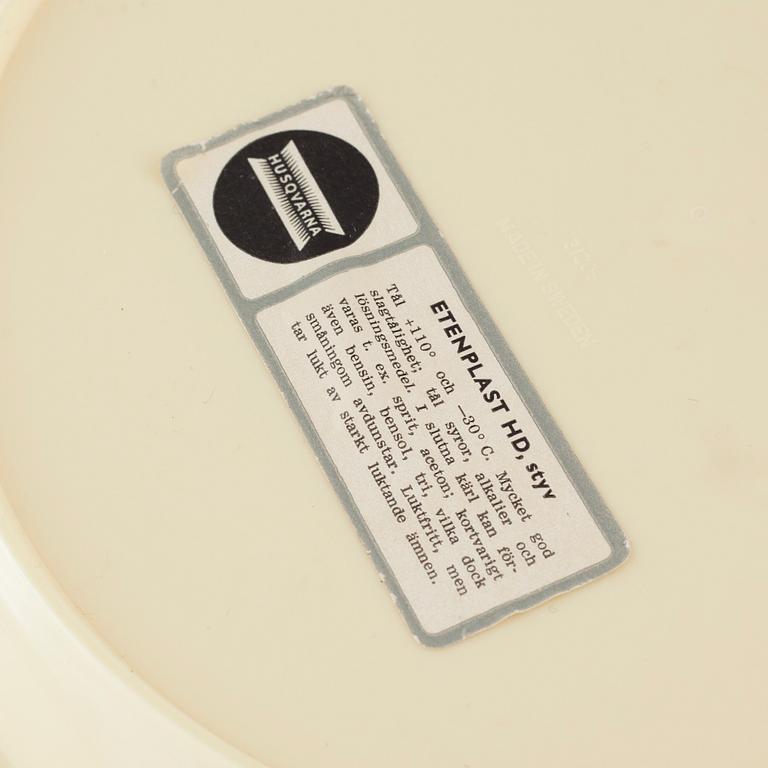 HUSQVARNA
ETENPLAST HD, styv
Tål +110° och —30° C. Mycket god
slagtålighet; tål syror, alkalier och
lösningsmedel. I slutna kärl kan för-
varas t. ex. sprit, aceton; kortvarigt
även bensin, bensol, tri, vilka dock
småningom avdunstar. Luktfritt, men
tar lukt av starkt luktande ämnen.
MADE IN SWEDEN